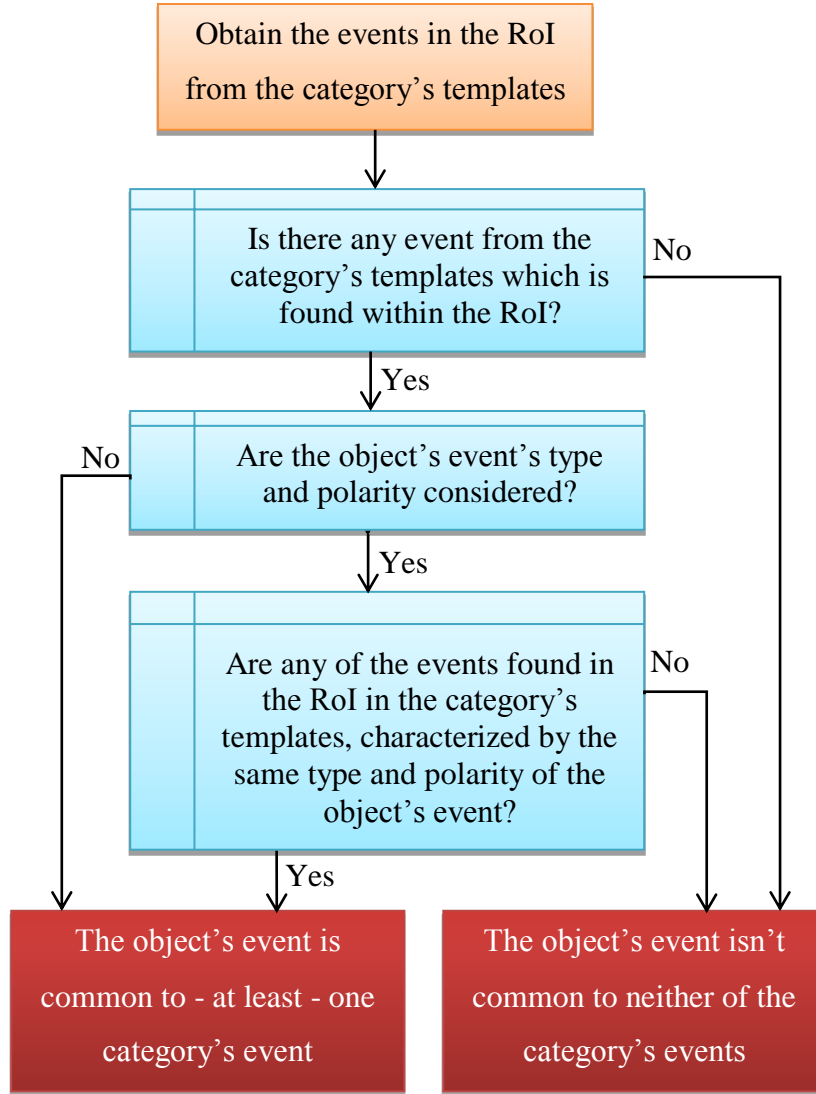 Obtain the events in the RoI
from the category’s templates
Is there any event from the
category’s templates which is
found within the RoI?
No
Yes
No
Are the object’s event’s type
and polarity considered?
Yes
Are any of the events found in
the RoI in the category’s
templates, characterized by the
same type and polarity of the
object’s event?
No
Yes
The object’s event is
common to - at least - one
category’s event
The object’s event isn’t
common to neither of the
category’s events